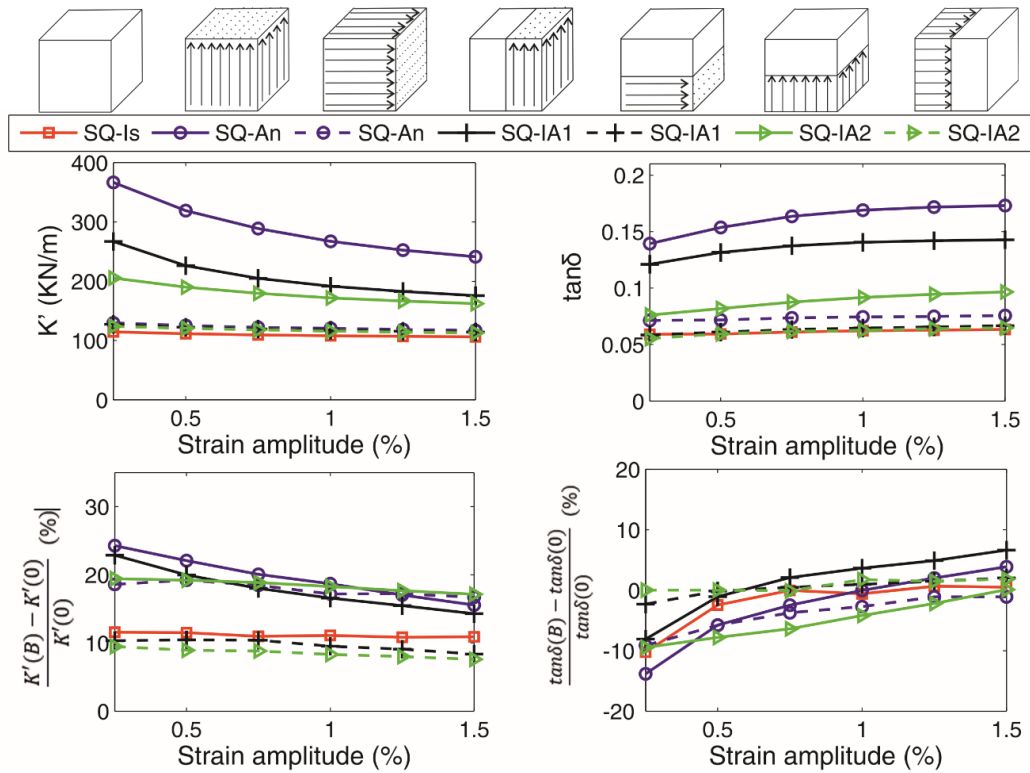 SQ-Is SQ-An SQ-An SQ-IA1 SQ-IA1 SQ-IA2 SQ-IA2
K' (KN/m)
400
300
200
100
0
0.5 1 1.5
Strain amplitude (%)
tanδ
0.2
0.15
0.1
0.05
0
0.5 1 1.5
Strain amplitude (%)
K'(B) − K'(0)
K'(0)
(%)|
30
20
10
0
0.5 1 1.5
Strain amplitude (%)
tanδ(B) − tanδ(0)
tanδ(0)
(%)
20
10
0
-10
-20
0.5 1 1.5
Strain amplitude (%)